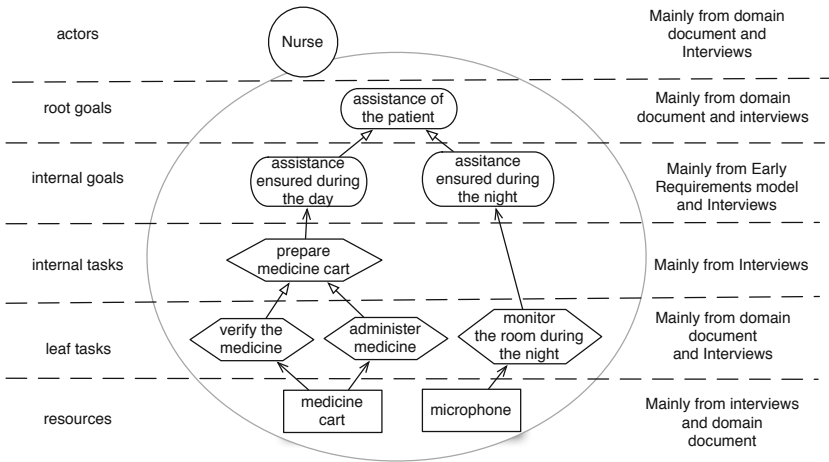 actors
Nurse
Mainly from domain
document and
Interviews
root goals
assistance of
the patient
Mainly from domain
document and interviews
internal goals
assistance
ensured during
the day
assitance
ensured during
the night
Mainly from Early
Requirements model
and Interviews
internal tasks
prepare
medicine cart
Mainly from Interviews
leaf tasks
verify the
medicine
administer
medicine
monitor
the room during
the night
Mainly from domain
document
and Interviews
resources
medicine
cart
microphone
Mainly from interviews
and domain
document